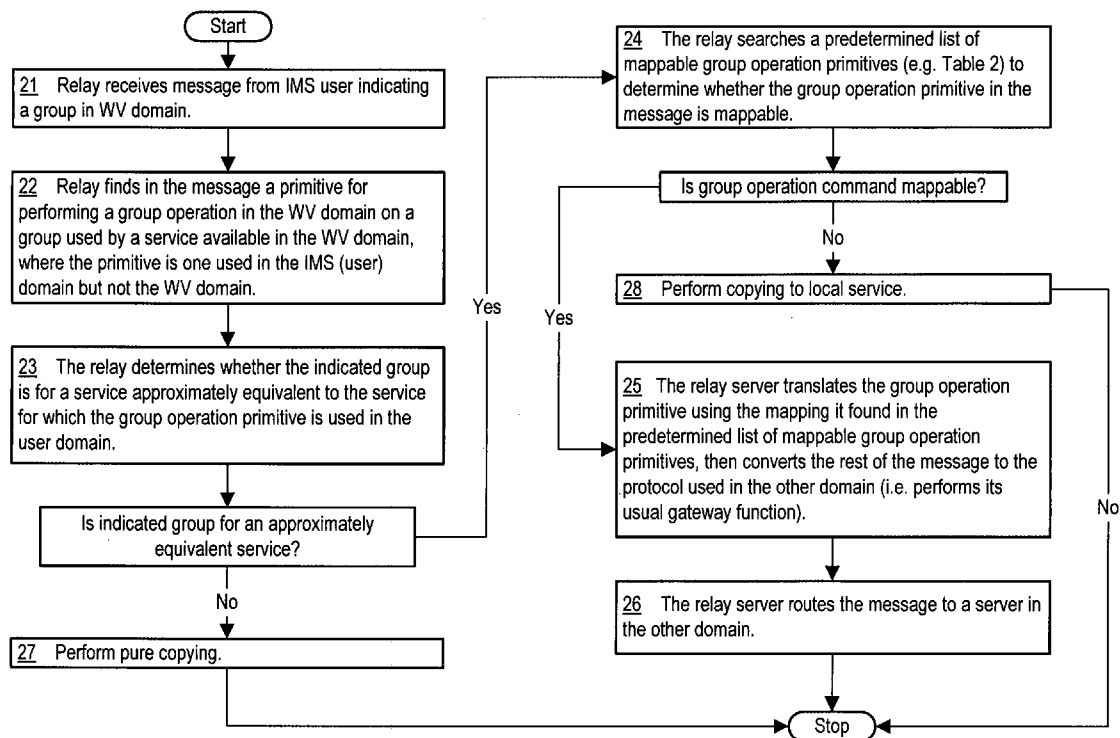 Start
21 Relay receives message from IMS user indicating
a group in WV domain.
22 Relay finds in the message a primitive for
performing a group operation in the WV domain on a
group used by a service available in the WV domain,
where the primitive is one used in the IMS (user)
domain but not the WV domain.
23 The relay determines whether the indicated group
is for a service approximately equivalent to the service
for which the group operation primitive is used in the
user domain.
Is indicated group for an approximately
equivalent service?
No
27 Perform pure copying.
Yes
24 The relay searches a predetermined list of
mappable group operation primitives (e.g. Table 2) to
determine whether the group operation primitive in the
message is mappable.
Is group operation command mappable?
No
28 Perform copying to local service.
Yes
25 The relay server translates the group operation
primitive using the mapping it found in the
predetermined list of mappable group operation
primitives, then converts the rest of the message to the
protocol used in the other domain (i.e. performs its
usual gateway function).
No
26 The relay server routes the message to a server in
the other domain.
Stop